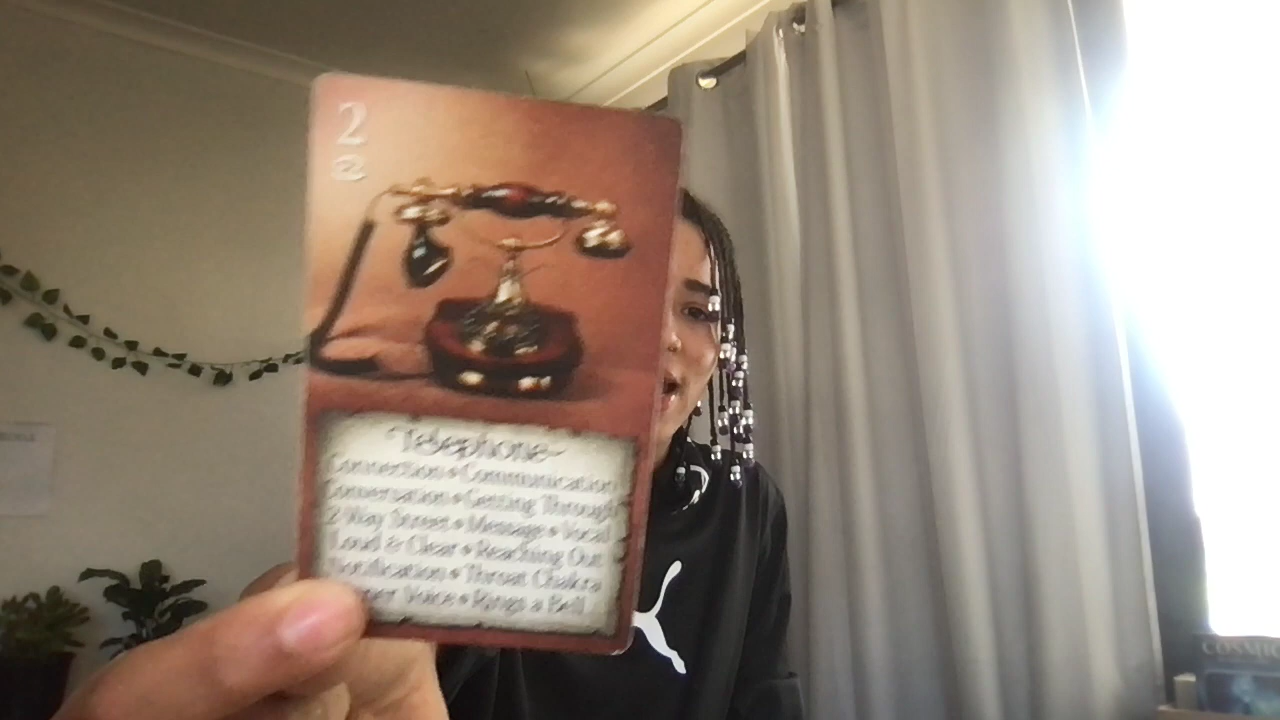 2
~Telephone~
Connection • Communication
Conversation • Getting Through
2 Way Street • Message • Vocal
Loud & Clear • Reaching Out
Notification • Throat Chakra
Inner Voice • Rings a Bell
COSMIC